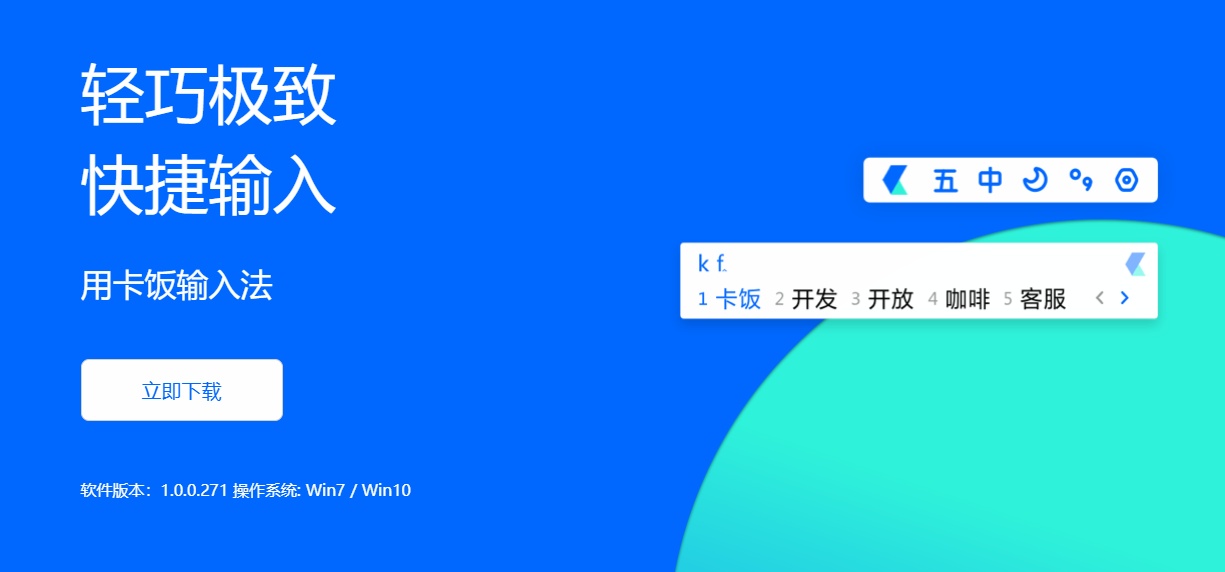 轻巧极致
快捷输入
用卡饭输入法
立即下载
软件版本：1.0.0.271 操作系统: Win7 / Win10
五 中
k f
1 卡饭 2 开发 3 开放 4 咖啡 5 客服